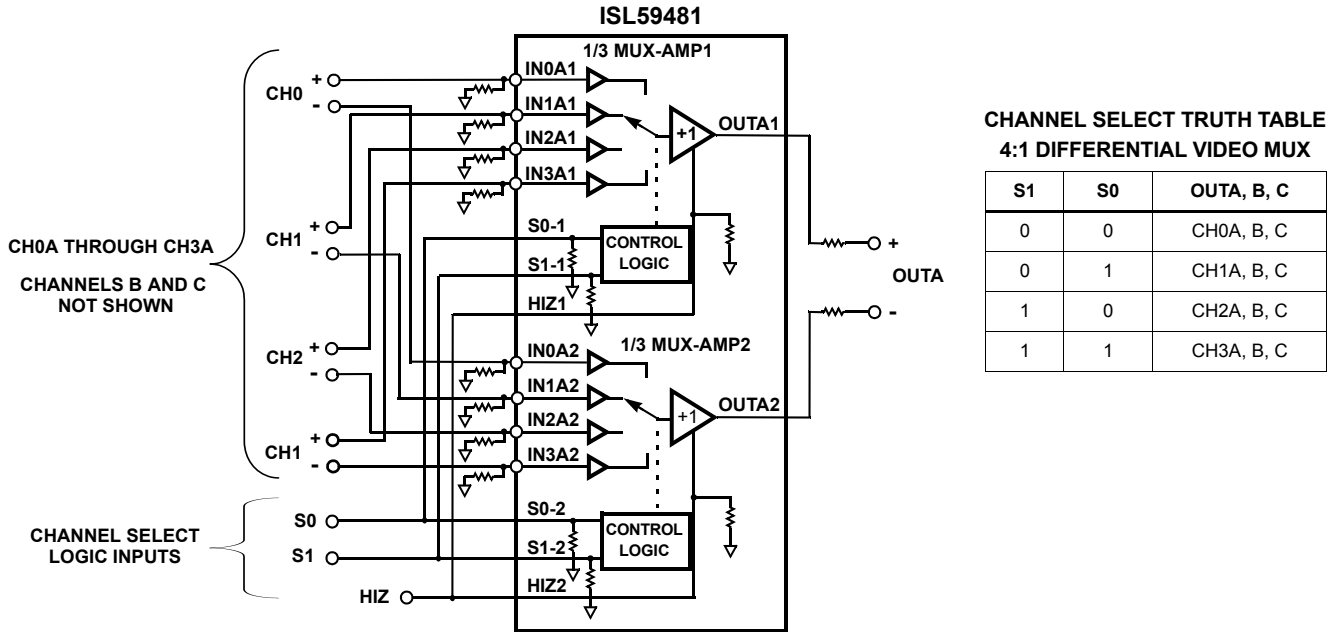 ISL59481
1/3 MUX-AMP1
CH0
+
-
IN0A1
IN1A1
IN2A1
IN3A1
+1
OUTA1
CH1
+
-
CH0A THROUGH CH3A
CHANNELS B AND C
NOT SHOWN
S0-1
S1-1
HIZ1
CONTROL
LOGIC
+
OUTA
-
CH2
+
-
1/3 MUX-AMP2
IN0A2
IN1A2
IN2A2
IN3A2
+1
OUTA2
CH1
+
-
CHANNEL SELECT
LOGIC INPUTS
S0
S1
HIZ
S0-2
S1-2
HIZ2
CONTROL
LOGIC
CHANNEL SELECT TRUTH TABLE
4:1 DIFFERENTIAL VIDEO MUX
S1 S0 OUTA, B, C
0 0 CH0A, B, C
0 1 CH1A, B, C
1 0 CH2A, B, C
1 1 CH3A, B, C